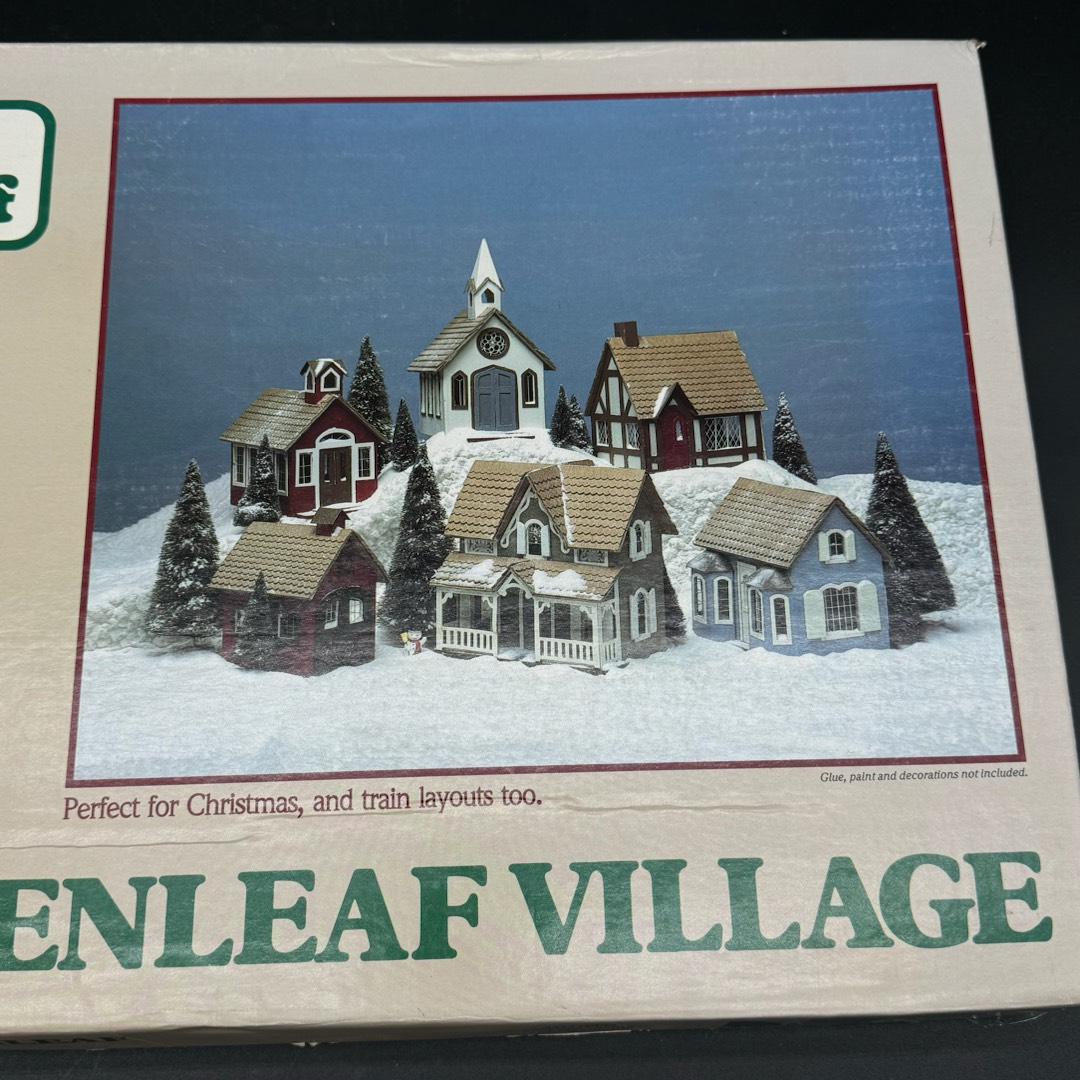 f
Glue, paint and decorations not included.
Perfect for Christmas, and train layouts too.
ENLEAF VILLAGE